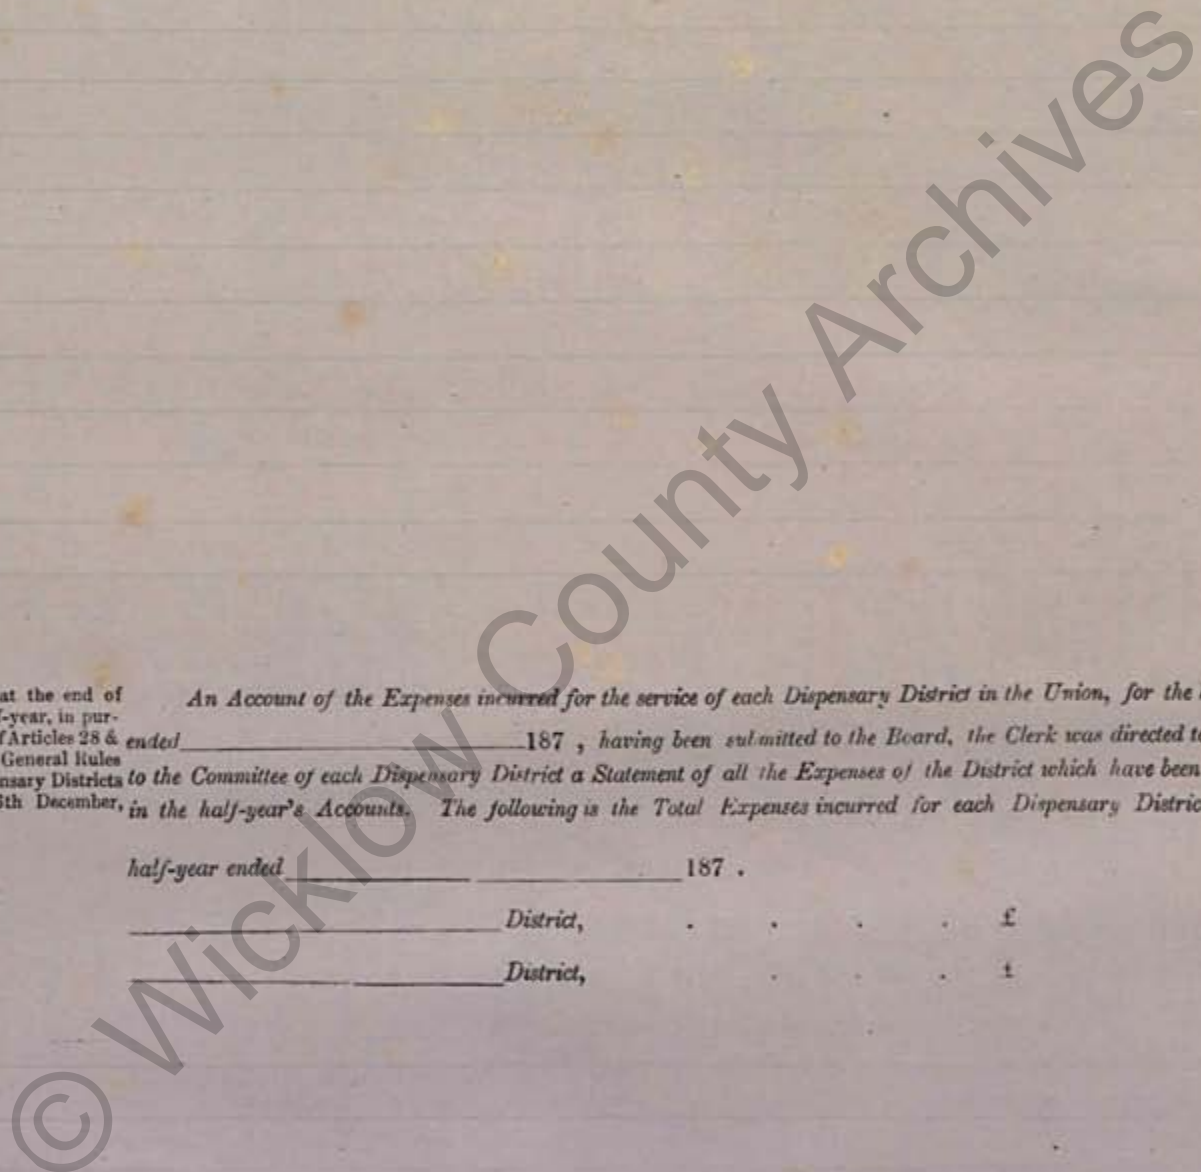 at the end of
-year, in pur-
Articles 28 &
General Rules
nsary Districts
th December,
An Account of the Expenses incurred for the service of each Dispensary District in the Union, for the
ended 187 , having been submitted to the Board, the Clerk was directed to
to the Committee of each Dispensary District a Statement of all the Expenses of the District which have been
in the half-year's Accounts. The following is the Total Expenses incurred for each Dispensary Distric
half-year ended 187 .
District, . . . . £
District, . . . £
© Wicklow County Archives